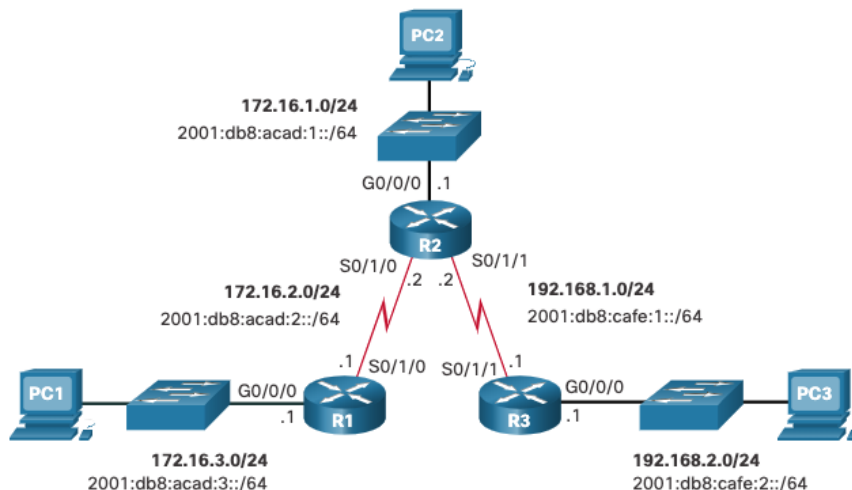 PC2
172.16.1.0/24
2001:db8:acad:1::/64
G0/0/0 .1
R2
S0/1/0 S0/1/1
.2 .2
172.16.2.0/24
2001:db8:acad:2::/64
192.168.1.0/24
2001:db8:cafe:1::/64
.1 S0/1/0
S0/1/1 .1
PC1
G0/0/0
.1
R1
R3
G0/0/0
.1
PC3
172.16.3.0/24
2001:db8:acad:3::/64
192.168.2.0/24
2001:db8:cafe:2::/64